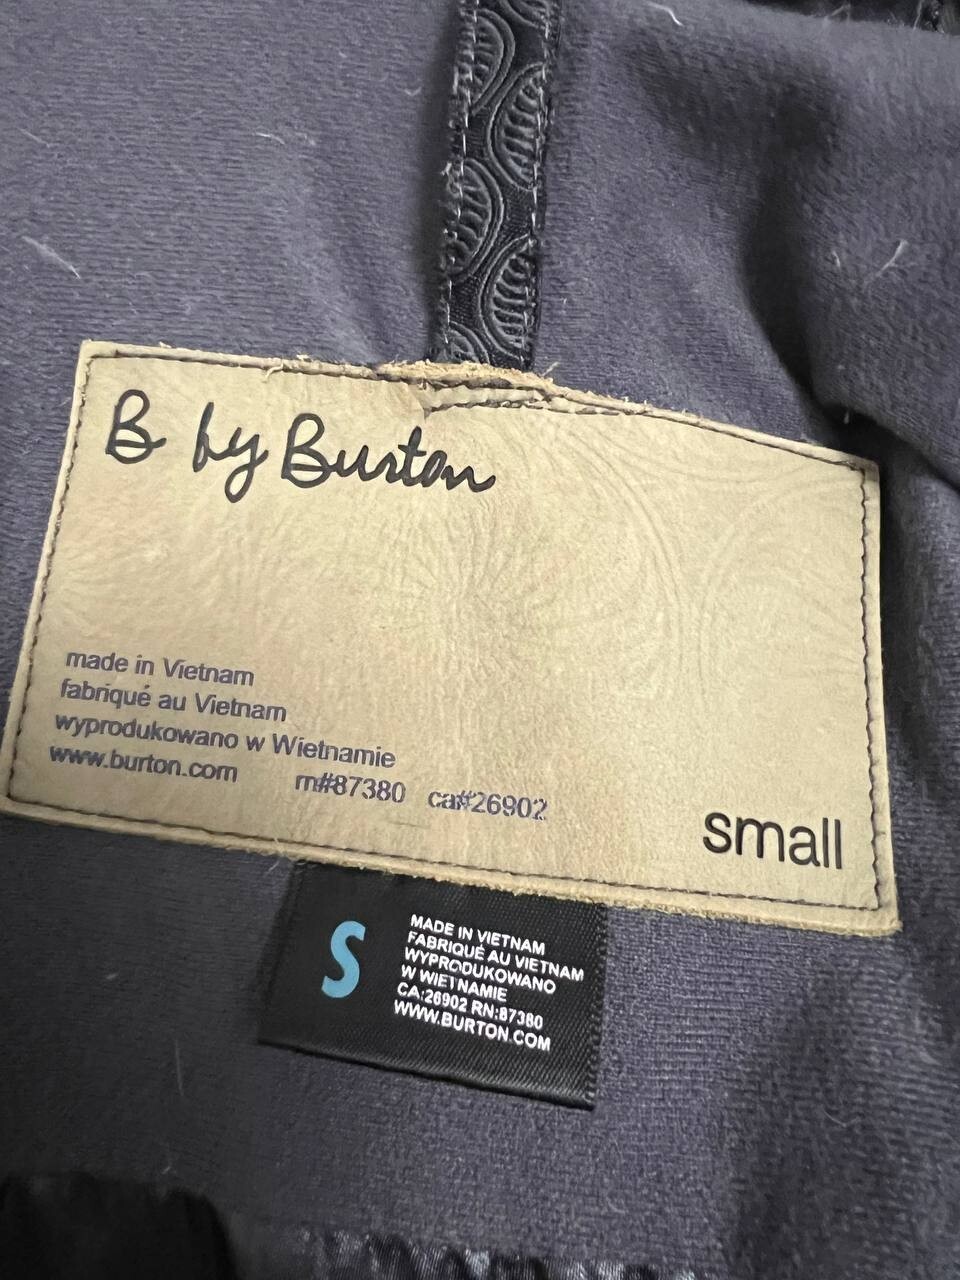 B by Burton
made in Vietnam
fabriqué au Vietnam
wyprodukowano w Wietnamie
www.burton.com rn#87380 ca#26902
small
S
MADE IN VIETNAM
FABRIQUÉ AU VIETNAM
WYPRODUKOWANO
W WIETNAMIE
CA:26902 RN:87380
WWW.BURTON.COM